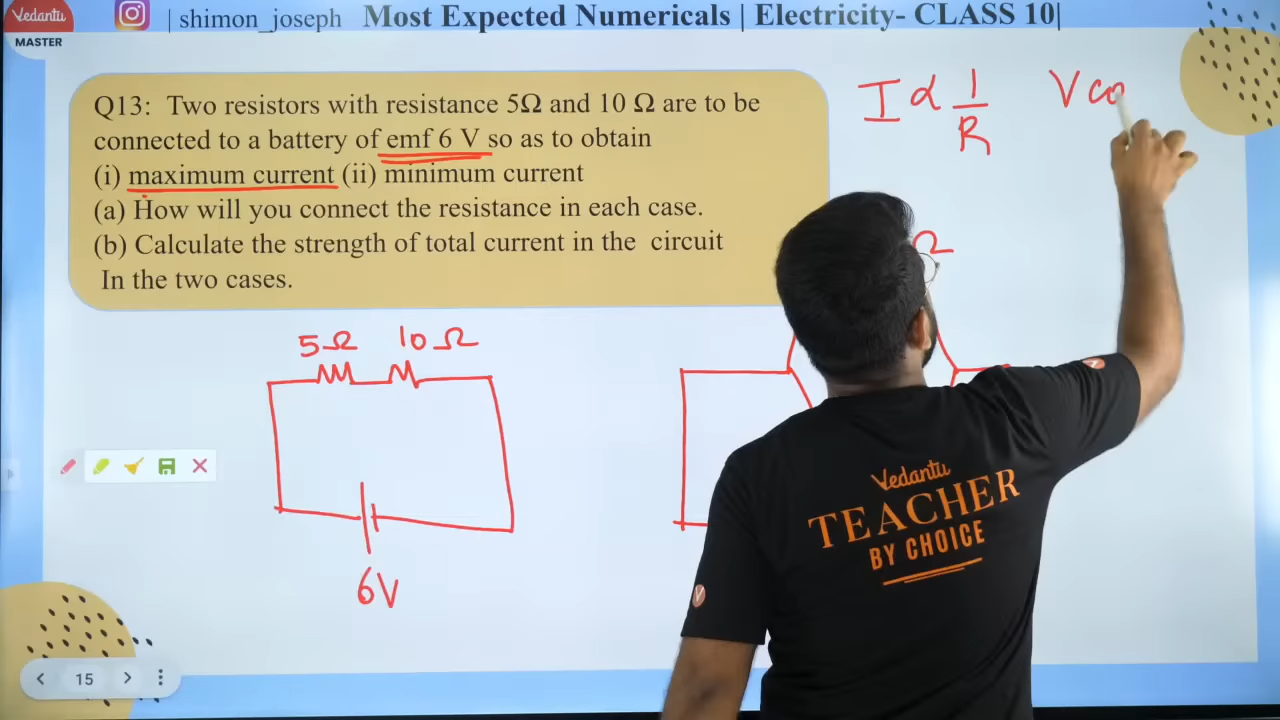 Vedantu
MASTER
| shimon_joseph
Most Expected Numericals | Electricity- CLASS 10|
Q13: Two resistors with resistance 5Ω and 10 Ω are to be
connected to a battery of emf 6 V so as to obtain
(i) maximum current (ii) minimum current
(a) How will you connect the resistance in each case.
(b) Calculate the strength of total current in the circuit
In the two cases.
I ∝ 1/R
V co
Ω
5Ω 10Ω
6V
Vedantu
TEACHER
BY CHOICE
V
15